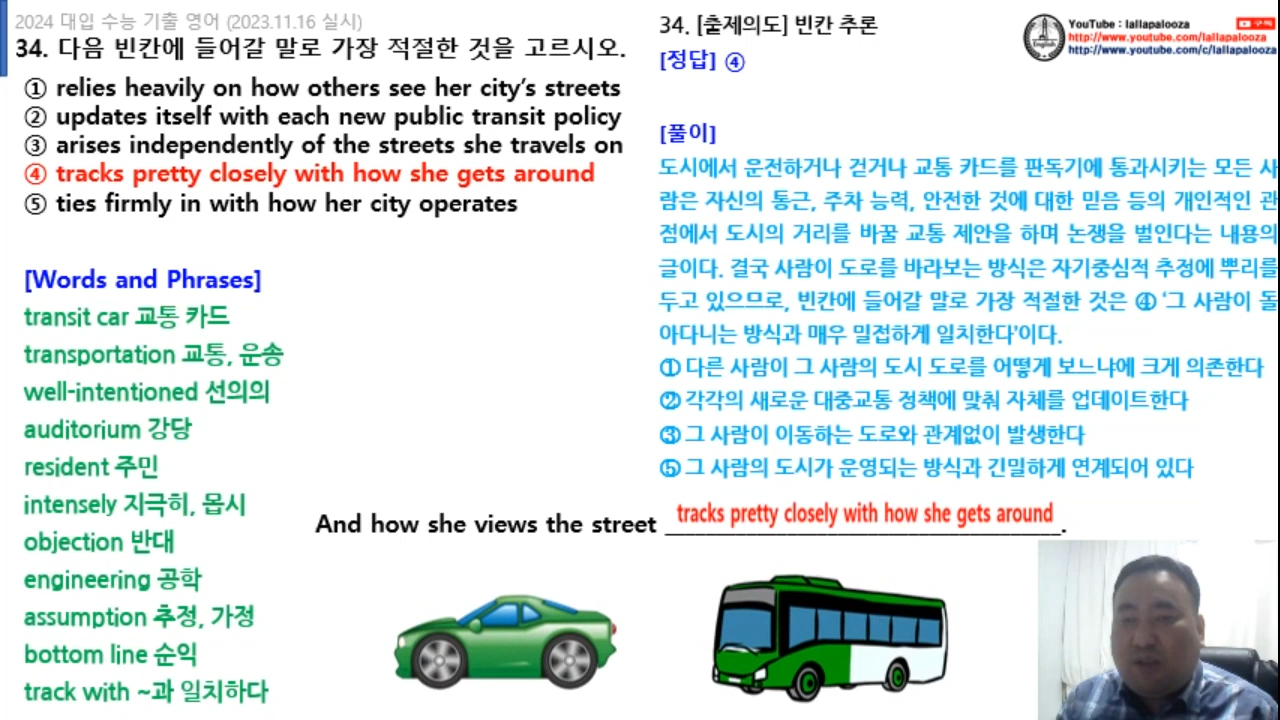 2024 대입 수능 기출 영어 (2023.11.16 실시)
34. 다음 빈칸에 들어갈 말로 가장 적절한 것을 고르시오.
① relies heavily on how others see her city's streets
② updates itself with each new public transit policy
③ arises independently of the streets she travels on
④ tracks pretty closely with how she gets around
⑤ ties firmly in with how her city operates
[Words and Phrases]
transit car 교통 카드
transportation 교통, 운송
well-intentioned 선의의
auditorium 강당
resident 주민
intensely 지극히, 몹시
objection 반대
engineering 공학
assumption 추정, 가정
bottom line 순익
track with ~과 일치하다
34. [출제의도] 빈칸 추론
[정답] ④
[풀이]
도시에서 운전하거나 걷거나 교통 카드를 판독기에 통과시키는 모든 사
람은 자신의 통근, 주차 능력, 안전한 것에 대한 믿음 등의 개인적인 관
점에서 도시의 거리를 바꿀 교통 제안을 하며 논쟁을 벌인다는 내용의
글이다. 결국 사람이 도로를 바라보는 방식은 자기중심적 추정에 뿌리를
두고 있으므로, 빈칸에 들어갈 말로 가장 적절한 것은 ④ '그 사람이 돌
아다니는 방식과 매우 밀접하게 일치한다'이다.
① 다른 사람이 그 사람의 도시 도로를 어떻게 보느냐에 크게 의존한다
② 각각의 새로운 대중교통 정책에 맞춰 자체를 업데이트한다
③ 그 사람이 이동하는 도로와 관계없이 발생한다
⑤ 그 사람의 도시가 운영되는 방식과 긴밀하게 연계되어 있다
And how she views the street tracks pretty closely with how she gets around.
YouTube : lallapalooza
구독
http://www.youtube.com/lallapalooza
http://www.youtube.com/c/lallapalooza
English